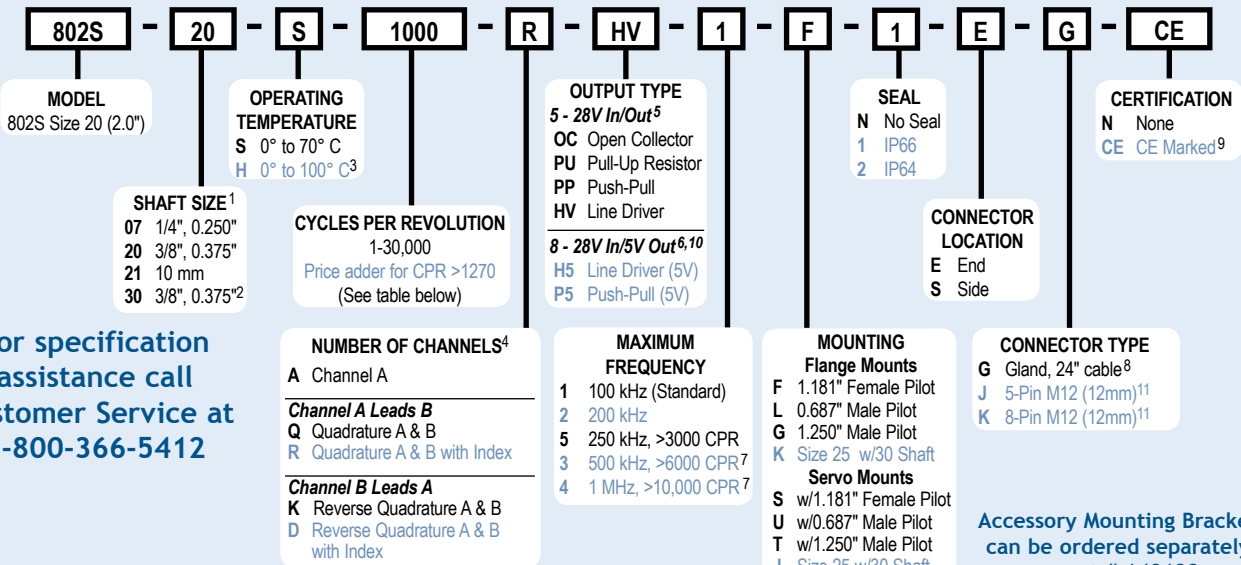 802S - 20 - S - 1000 - R - HV - 1 - F - 1 - E - G - CE
MODEL
802S Size 20 (2.0")
SHAFT SIZE1
07 1/4", 0.250"
20 3/8", 0.375"
21 10 mm
30 3/8", 0.375"2
OPERATING
TEMPERATURE
S 0° to 70° C
H 0° to 100° C3
CYCLES PER REVOLUTION
1-30,000
Price adder for CPR >1270
(See table below)
NUMBER OF CHANNELS4
A Channel A
Channel A Leads B
Q Quadrature A & B
R Quadrature A & B with Index
Channel B Leads A
K Reverse Quadrature A & B
D Reverse Quadrature A & B
with Index
OUTPUT TYPE
5 - 28V In/Out5
OC Open Collector
PU Pull-Up Resistor
PP Push-Pull
HV Line Driver
8 - 28V In/5V Out6,10
H5 Line Driver (5V)
P5 Push-Pull (5V)
MAXIMUM
FREQUENCY
1 100 kHz (Standard)
2 200 kHz
5 250 kHz, >3000 CPR
3 500 kHz, >6000 CPR7
4 1 MHz, >10,000 CPR7
MOUNTING
Flange Mounts
F 1.181" Female Pilot
L 0.687" Male Pilot
G 1.250" Male Pilot
K Size 25 w/30 Shaft
Servo Mounts
S w/1.181" Female Pilot
U w/0.687" Male Pilot
T w/1.250" Male Pilot
Size 25 w/30 Shaft
SEAL
N No Seal
1 IP66
2 IP64
CONNECTOR
LOCATION
E End
S Side
CONNECTOR TYPE
G Gland, 24" cable8
J 5-Pin M12 (12mm)11
K 8-Pin M12 (12mm)11
CERTIFICATION
N None
CE CE Marked9
or specification
assistance call
stomer Service at
-800-366-5412
Accessory Mounting Bracke
can be ordered separately